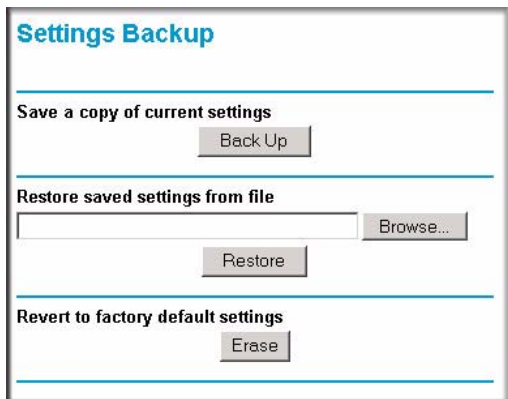 Settings Backup
Save a copy of current settings
Back Up
Restore saved settings from file
Browse...
Restore
Revert to factory default settings
Erase